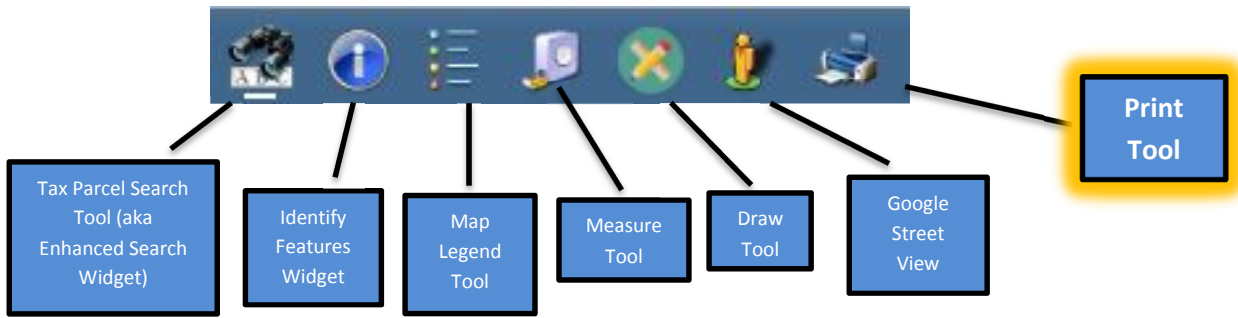 Print
Tool
Tax Parcel Search
Tool (aka
Enhanced Search
Widget)
Identify
Features
Widget
Map
Legend
Tool
Measure
Tool
Draw
Tool
Google
Street
View